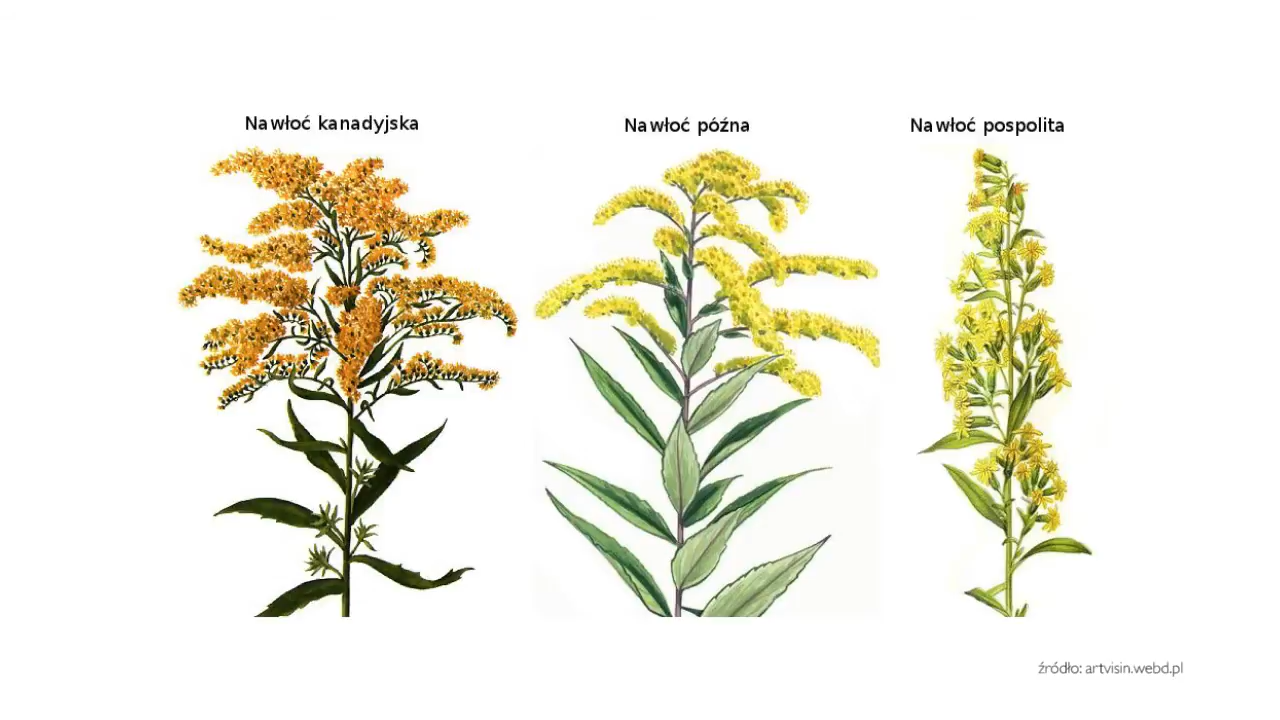 Nawłoć kanadyjska
Nawłoć późna
Nawłoć pospolita
źródło: artvisin.webd.pl